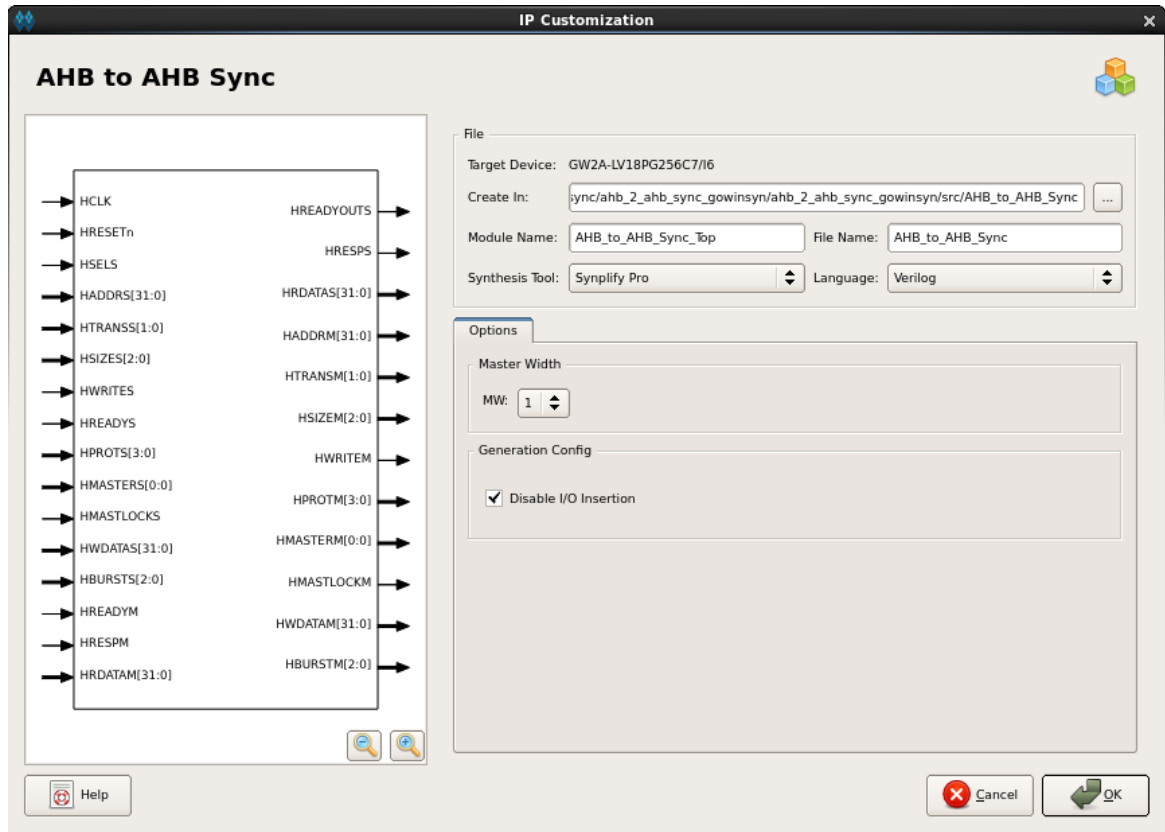 IP Customization
AHB to AHB Sync
HCLK
HRESETn
HSELS
HADDRS[31:0]
HTRANSS[1:0]
HSIZES[2:0]
HWRITES
HREADYS
HPROTS[3:0]
HMASTERS[0:0]
HMASTLOCKS
HWDATAS[31:0]
HBURSTS[2:0]
HREADYM
HRESPM
HRDATAM[31:0]
HREADYOUTS
HRESPS
HRDATAS[31:0]
HADDRM[31:0]
HTRANSM[1:0]
HSIZEM[2:0]
HWRITEM
HPROTM[3:0]
HMASTERM[0:0]
HMASTLOCKM
HWDATAM[31:0]
HBURSTM[2:0]
File
Target Device: GW2A-LV18PG256C7/I6
Create In: sync/ahb_2_ahb_sync_gowinsyn/ahb_2_ahb_sync_gowinsyn/src/AHB_to_AHB_Sync ...
Module Name: AHB_to_AHB_Sync_Top File Name: AHB_to_AHB_Sync
Synthesis Tool: Synplify Pro Language: Verilog
Options
Master Width
MW: 1
Generation Config
Disable I/O Insertion
Help
Cancel
OK